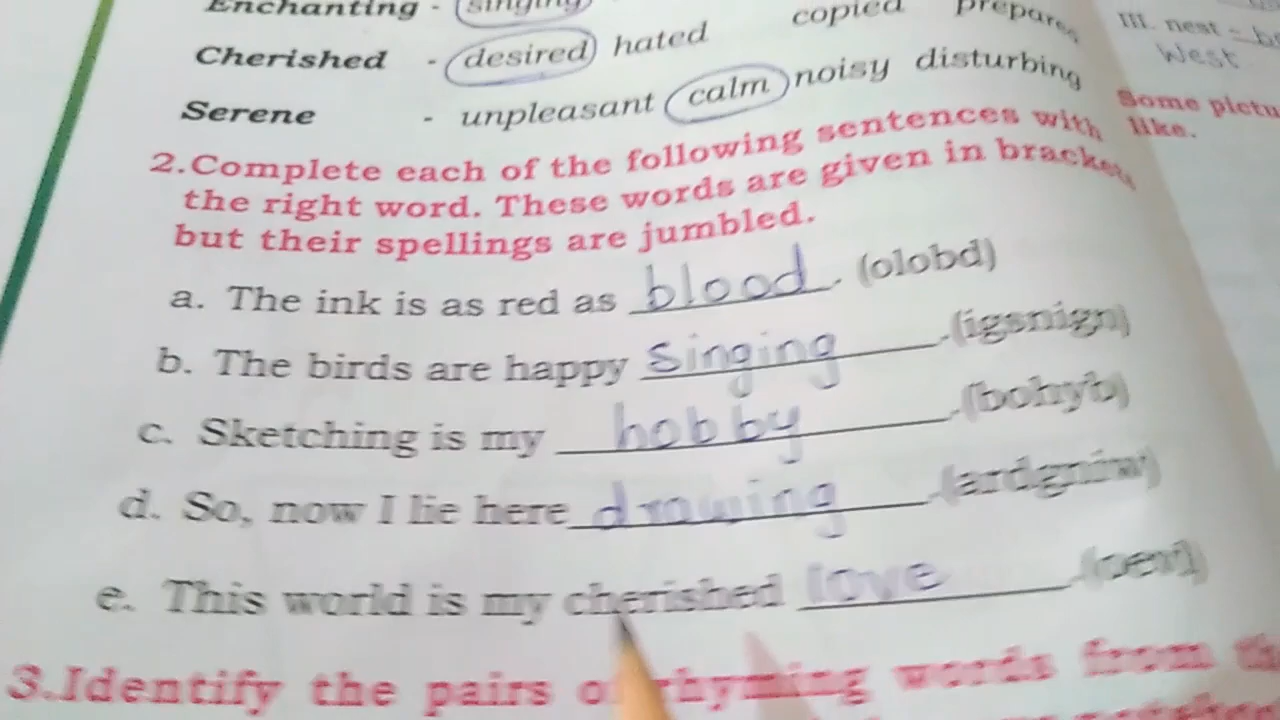 Enchanting - singing
Cherished - desired hated copied prepared
Serene - unpleasant calm noisy disturbing
2.Complete each of the following sentences with
the right word. These words are given in brackets
but their spellings are jumbled.
a. The ink is as red as blood. (olobd)
b. The birds are happy singing. (igsnign)
c. Sketching is my hobby. (bohyb)
d. So, now I lie here drawing. (ardgniw)
e. This world is my cherished love. (oevl)
3.Identify the pairs of rhyming words from
III. nest -
West
Some
like.